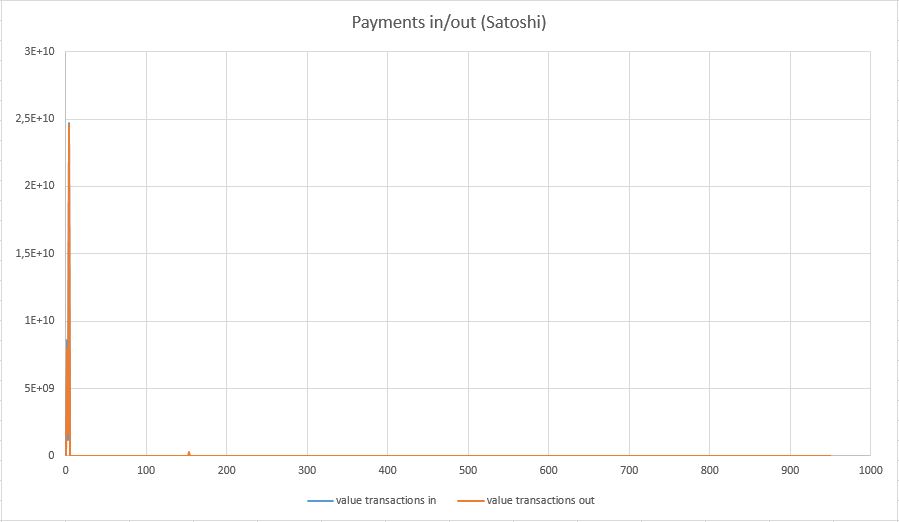 Payments in/out (Satoshi)
3E+10
2,5E+10
2E+10
1,5E+10
1E+10
5E+09
0
0 100 200 300 400 500 600 700 800 900 1000
value transactions in value transactions out